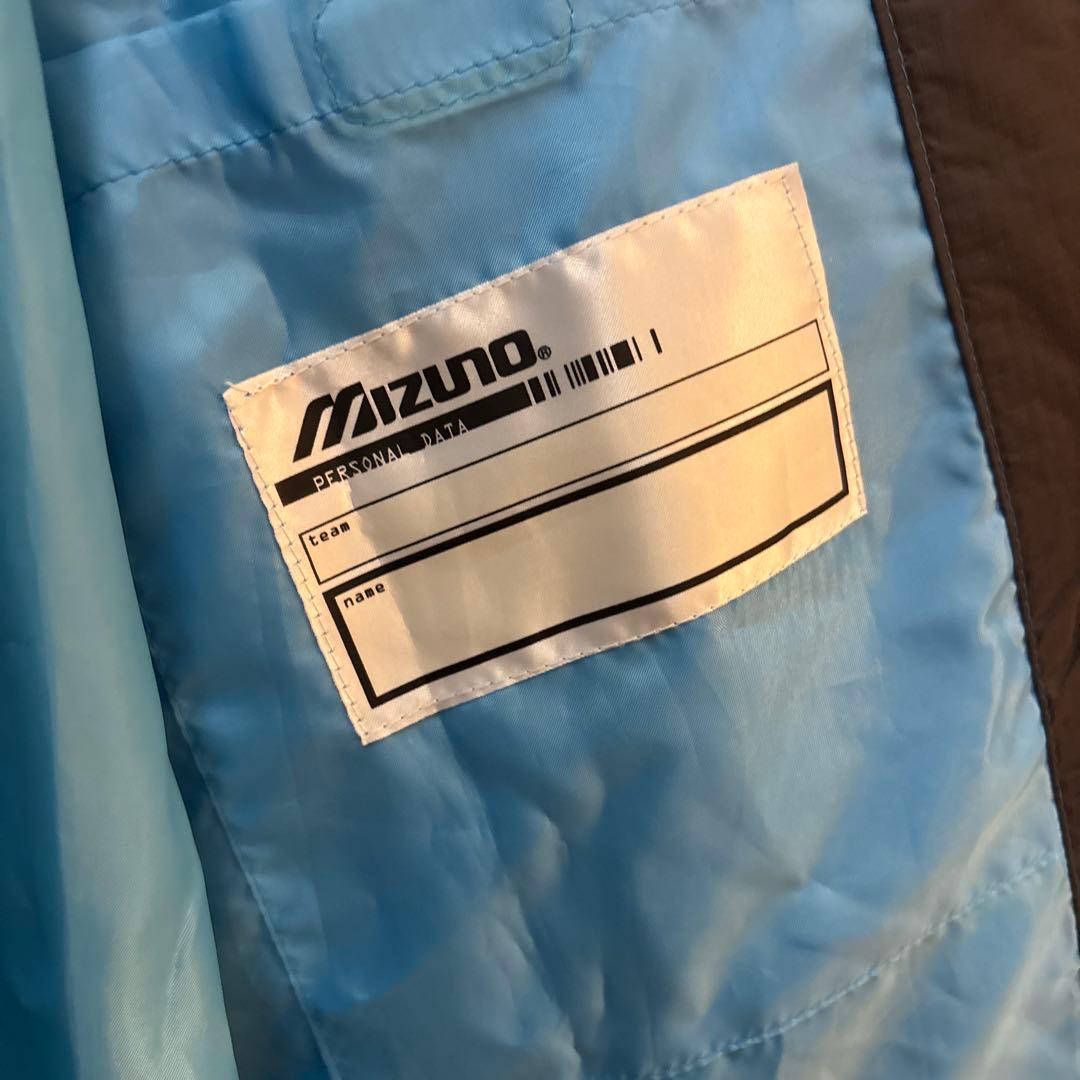 MIZUNO®
PERSONAL DATA
team
name